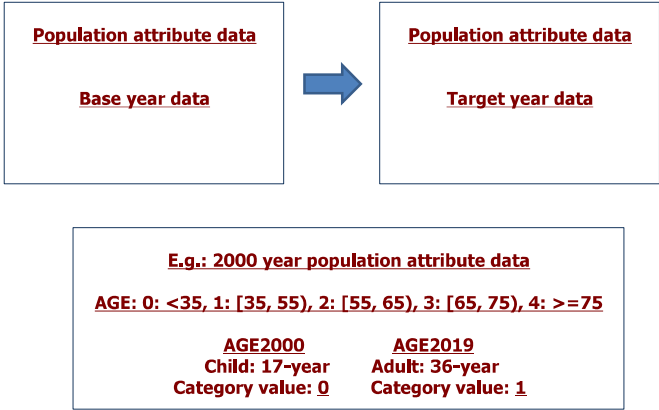 Population attribute data
Base year data
Population attribute data
Target year data
E.g.: 2000 year population attribute data
AGE: 0: <35, 1: [35, 55), 2: [55, 65), 3: [65, 75), 4: >=75
AGE2000 AGE2019
Child: 17-year Adult: 36-year
Category value: 0 Category value: 1